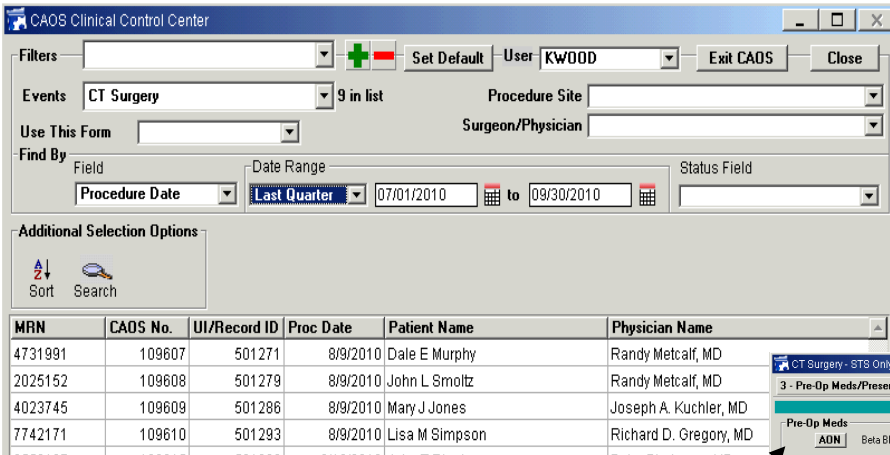 CAOS Clinical Control Center
Filters Set Default User KWOOD Exit CAOS Close
Events CT Surgery 9 in list Procedure Site
Use This Form Surgeon/Physician
Find By
Field Date Range Status Field
Procedure Date Last Quarter 07/01/2010 to 09/30/2010
Additional Selection Options
Sort Search
MRN CAOS No. UI/Record ID Proc Date Patient Name Physician Name
4731991 109607 501271 8/9/2010 Dale E Murphy Randy Metcalf, MD
2025152 109608 501279 8/9/2010 John L Smoltz Randy Metcalf, MD
4023745 109609 501286 8/9/2010 Mary J Jones Joseph A. Kuchler, MD
7742171 109610 501293 8/9/2010 Lisa M Simpson Richard D. Gregory, MD
CT Surgery - STS Only
3 - Pre-Op Meds/Preser
Pre-Op Meds
AON Beta Bl